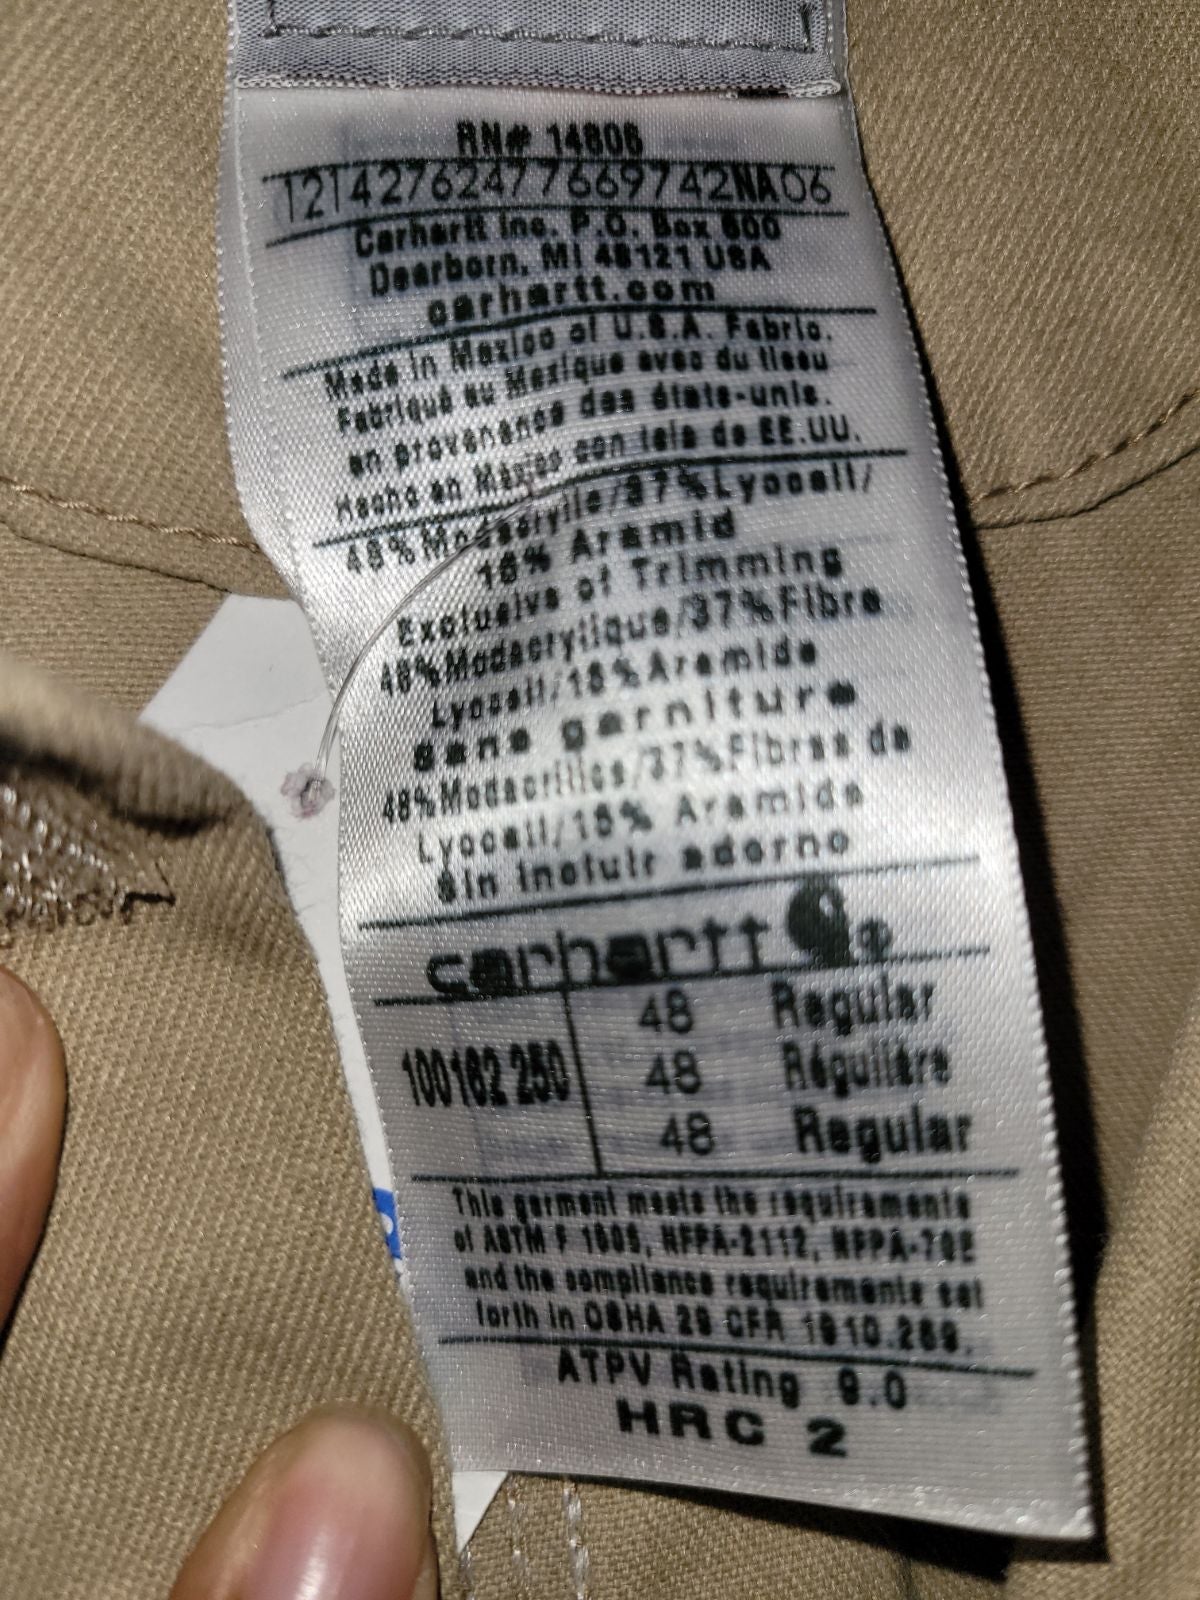 RN# 14806
12142762477669742NA06
Carhartt Inc. P.O. Box 600
Dearborn, MI 48121 USA
carhartt.com
Made in Mexico of U.S.A. Fabric.
Fabriqué au Mexique avec du tissu
en provenance des états-unis.
Hecho en México con tela de EE.UU.
48%Modacrylic/37%Lyocell/
15% Aramid
Exclusive of Trimming
48%Modacrylique/37%Fibre
Lyocell/15%Aramide
sans garniture
48%Modacrilico/37%Fibras de
Lyocell/15% Aramida
sin incluir adorno
carhartt ®
48 Regular
100182 250 48 Régulière
48 Regular
This garment meets the requirements
of ASTM F 1506, NFPA-2112, NFPA-70E
and the compliance requirements set
forth in OSHA 29 CFR 1910.269.
ATPV Rating 9.0
HRC 2